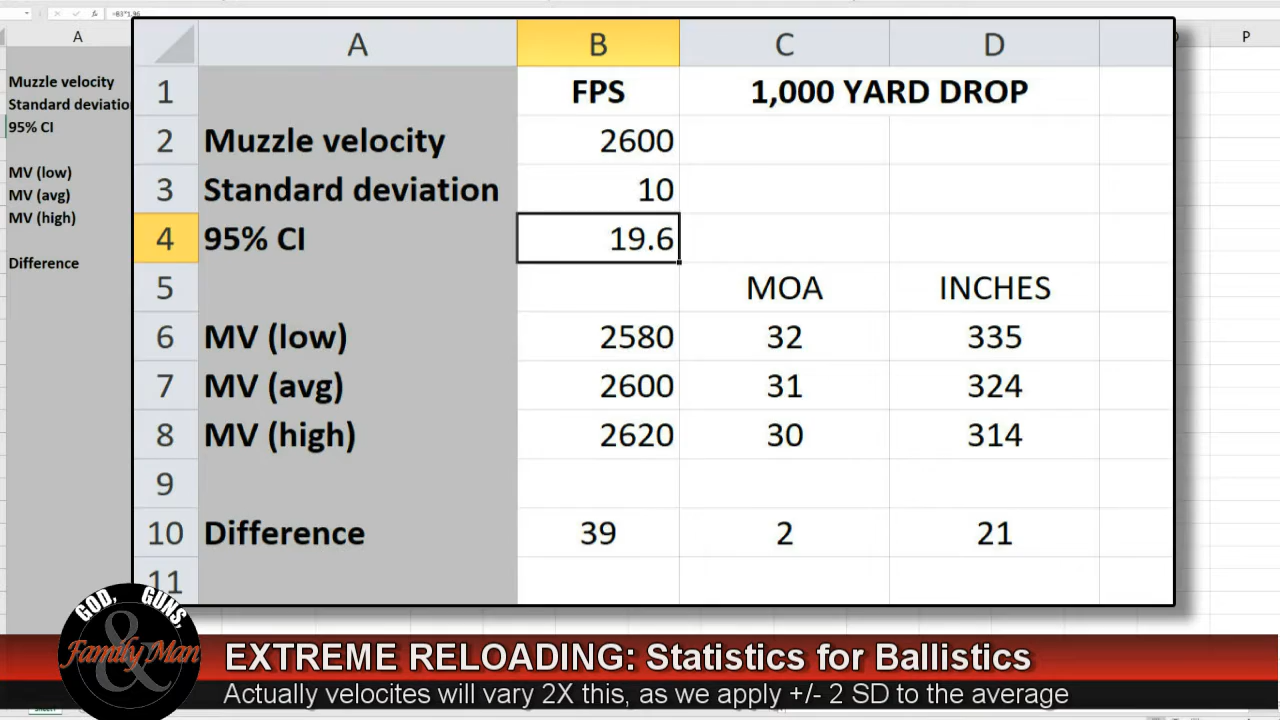 =B3*1.96
A
P
Muzzle velocity
Standard deviatio
95% CI
MV (low)
MV (avg)
MV (high)
Difference
A B C D
1 FPS 1,000 YARD DROP
2 Muzzle velocity 2600
3 Standard deviation 10
4 95% CI 19.6
5 MOA INCHES
6 MV (low) 2580 32 335
7 MV (avg) 2600 31 324
8 MV (high) 2620 30 314
9
10 Difference 39 2 21
11
GOD, GUNS,
&
Family Man
EXTREME RELOADING: Statistics for Ballistics
Actually velocites will vary 2X this, as we apply +/- 2 SD to the average